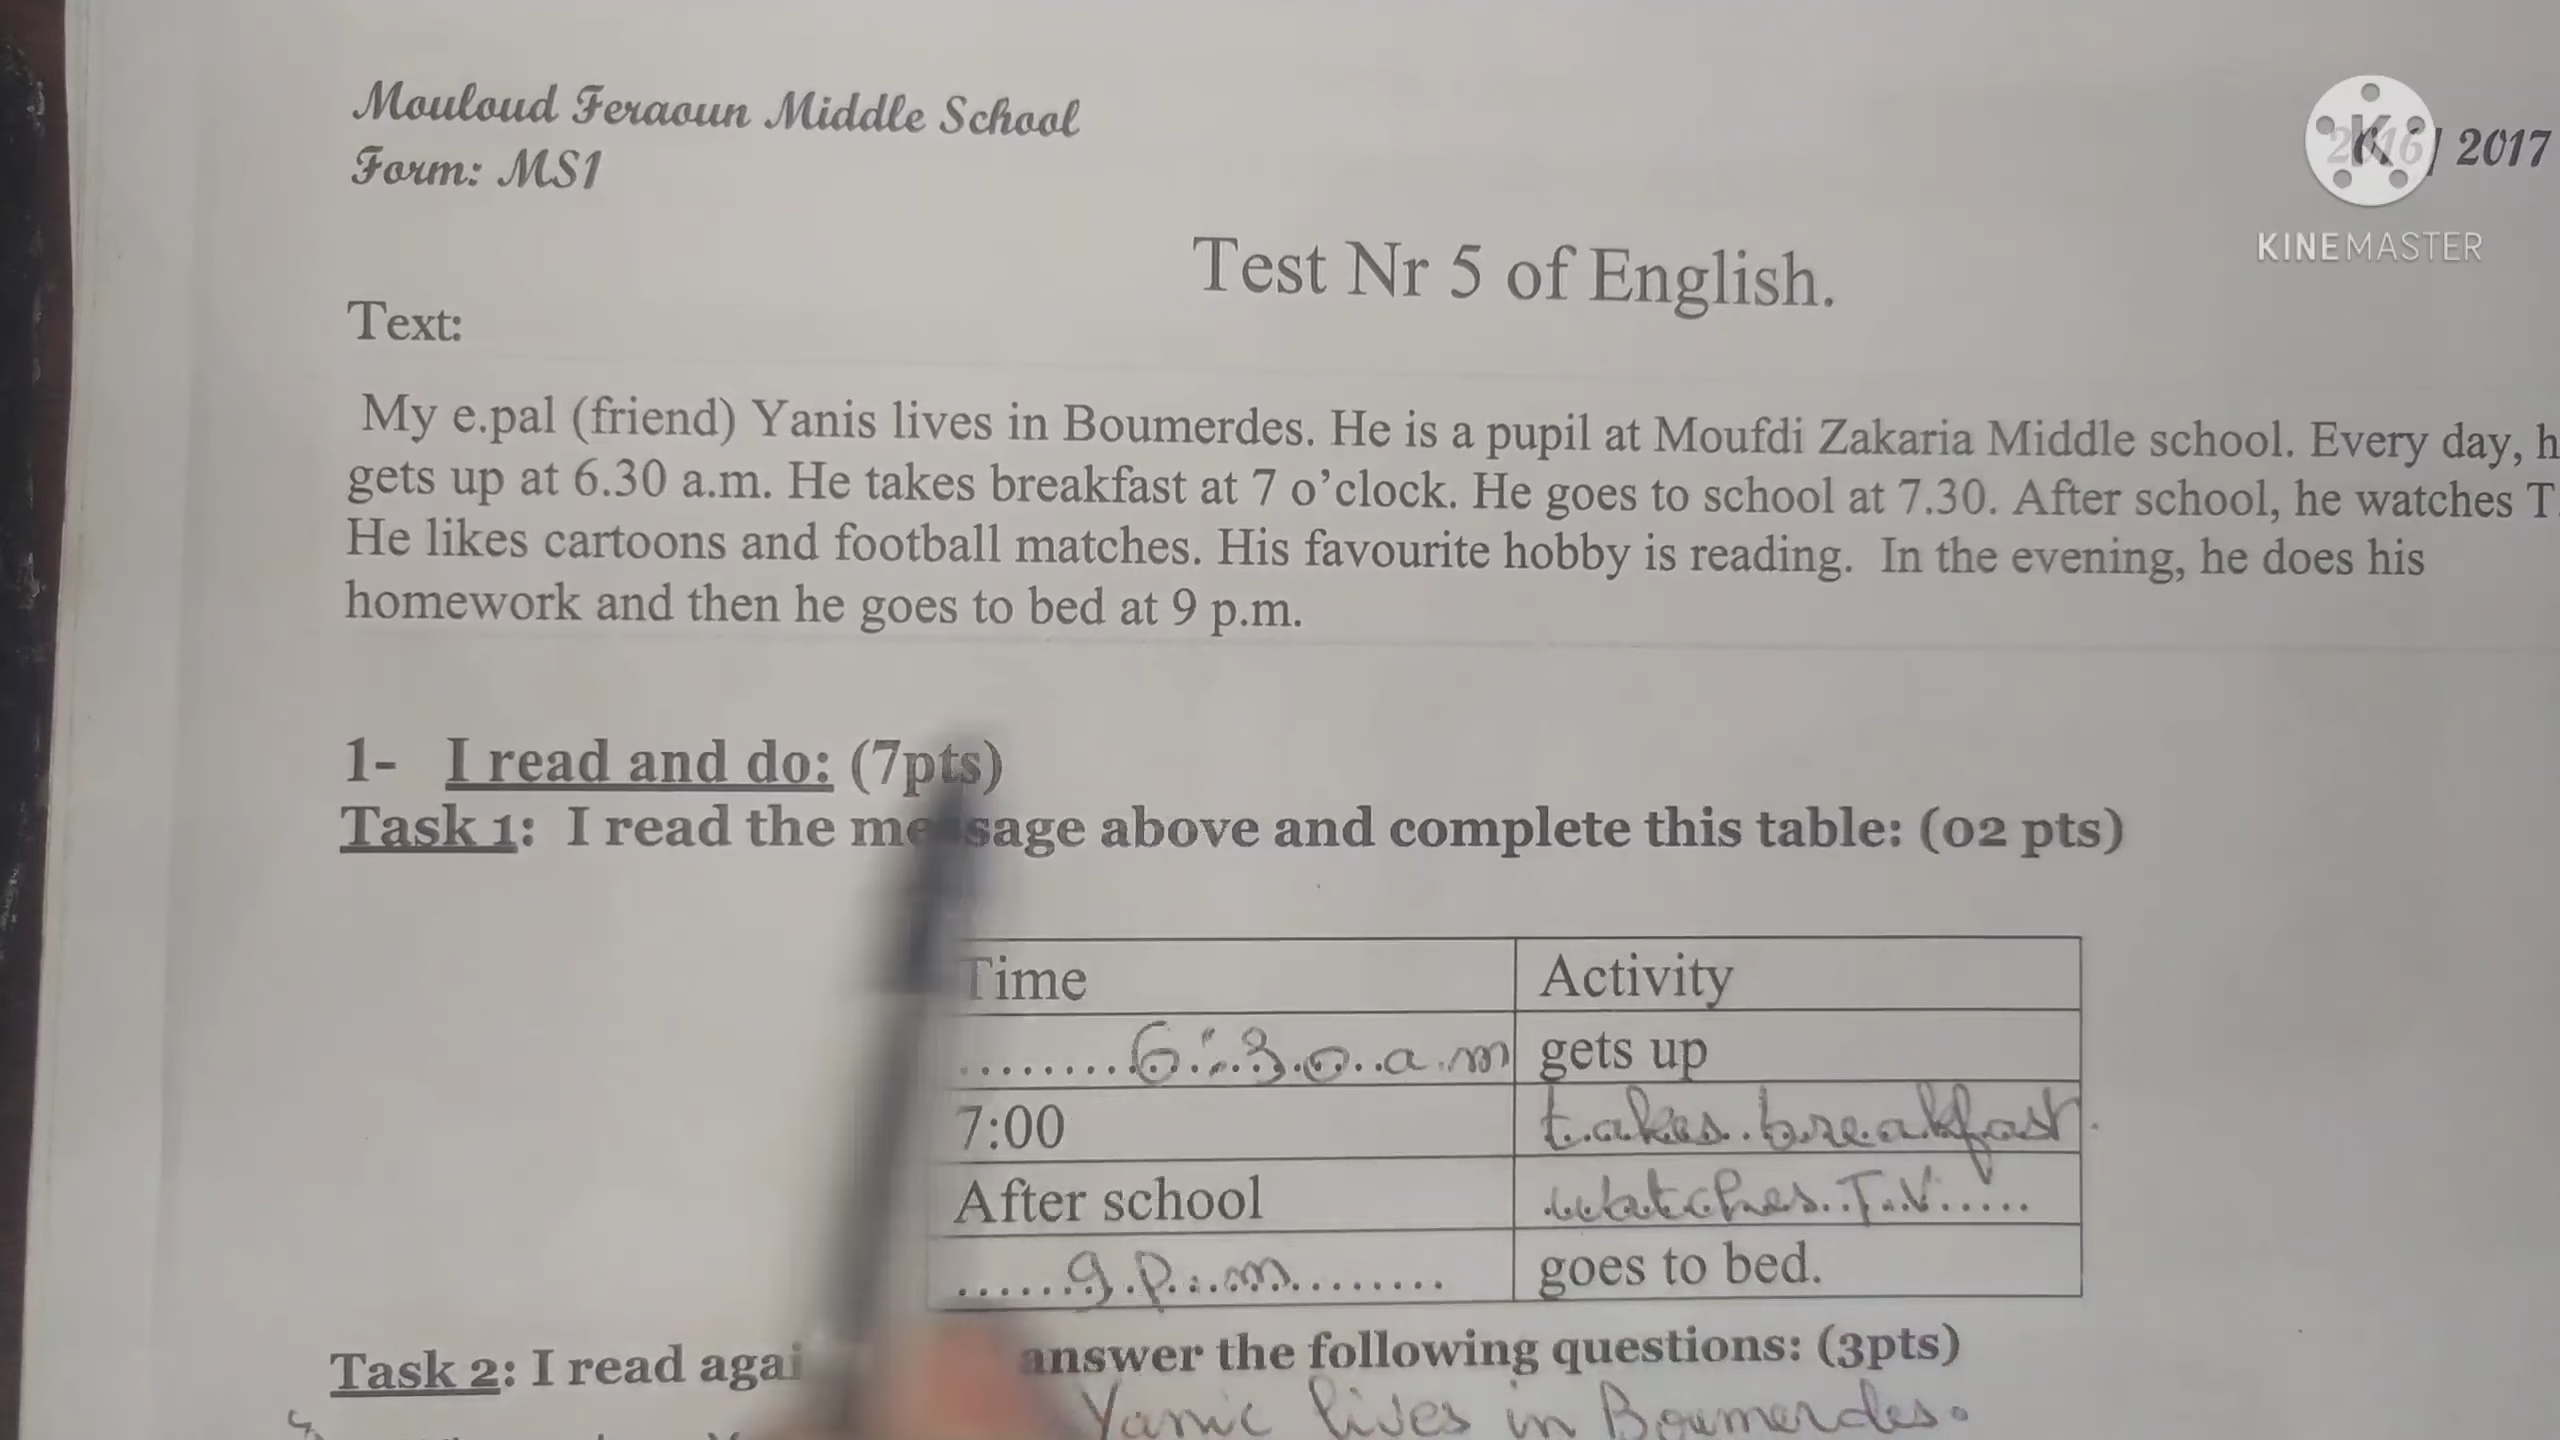 Mouloud Feraoun Middle School
2016 / 2017
Form: MS1
KINEMASTER
Test Nr 5 of English.
Text:
My e.pal (friend) Yanis lives in Boumerdes. He is a pupil at Moufdi Zakaria Middle school. Every day, h
gets up at 6.30 a.m. He takes breakfast at 7 o'clock. He goes to school at 7.30. After school, he watches T.
He likes cartoons and football matches. His favourite hobby is reading. In the evening, he does his
homework and then he goes to bed at 9 p.m.
1- I read and do: (7pts)
Task 1: I read the message above and complete this table: (02 pts)
Time Activity
6:30 a.m gets up
7:00 takes breakfast.
After school watches T.V
9 p.m goes to bed.
Task 2: I read agai answer the following questions: (3pts)
Yanic lives in Boumerdes.